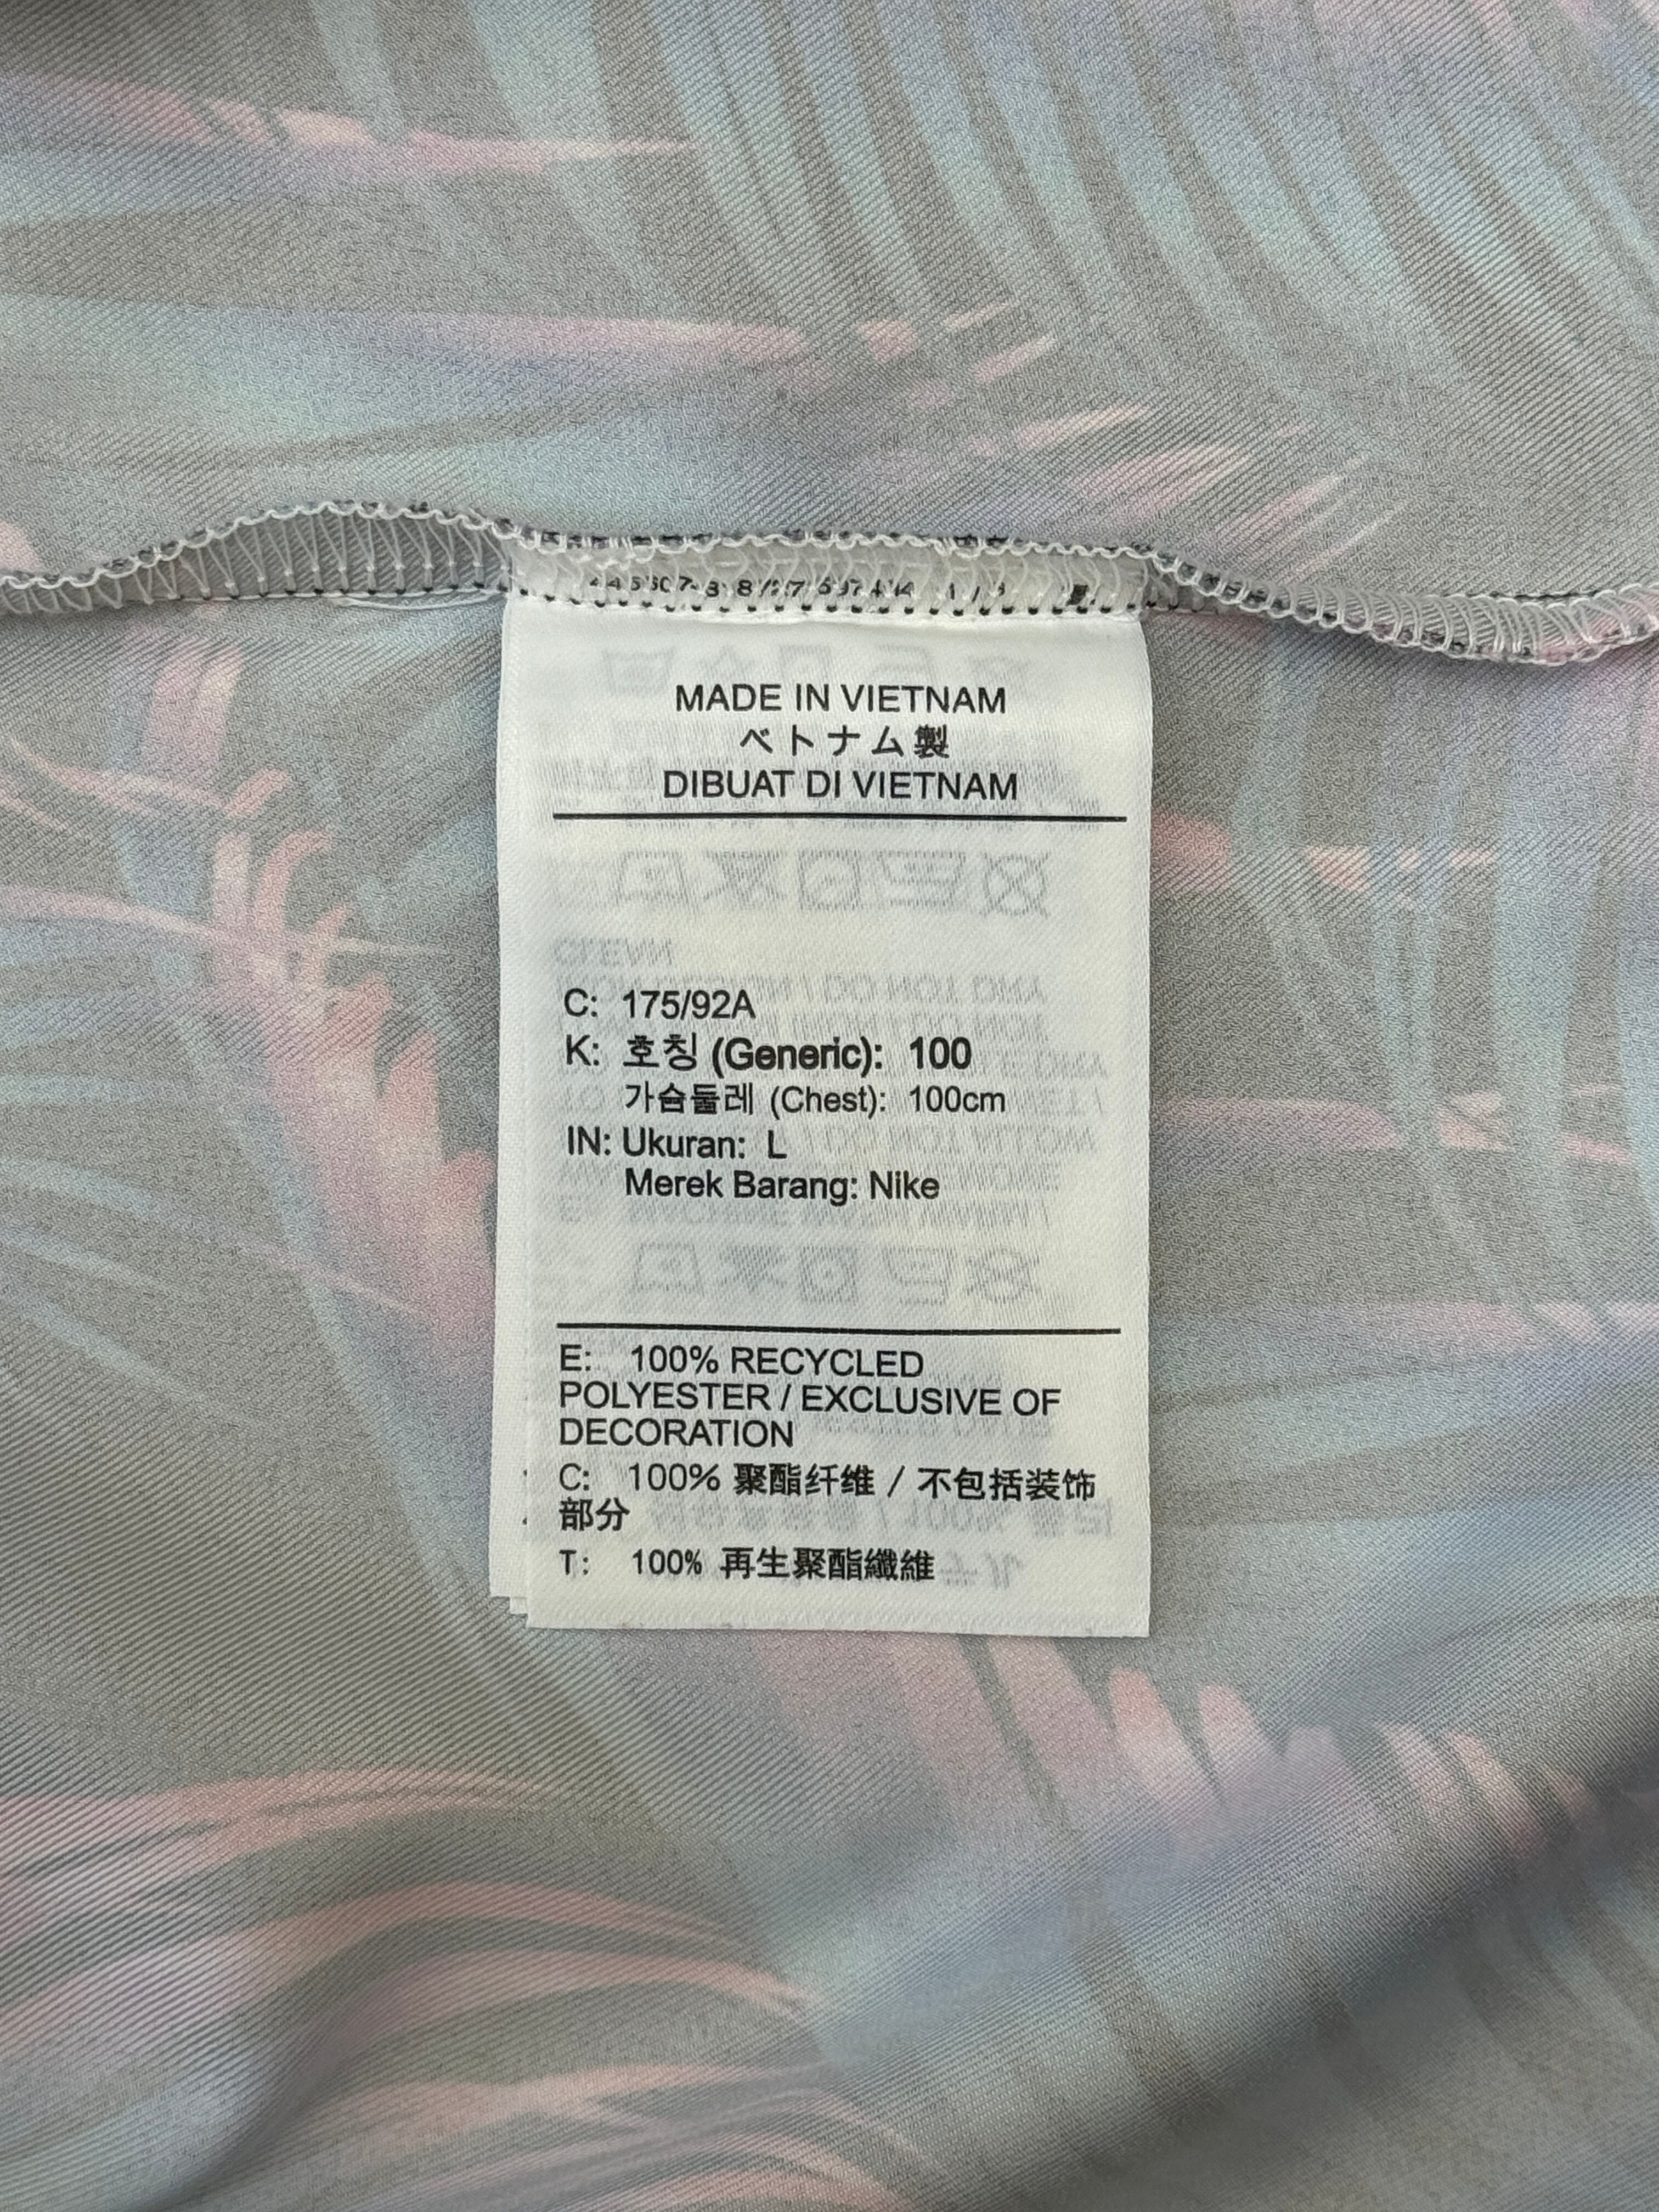 MADE IN VIETNAM
ベトナム製
DIBUAT DI VIETNAM
C: 175/92A
K: 호칭 (Generic): 100
가슴둘레 (Chest): 100cm
IN: Ukuran: L
Merek Barang: Nike
E: 100% RECYCLED
POLYESTER / EXCLUSIVE OF
DECORATION
C: 100% 聚酯纤维 / 不包括装饰
部分
T: 100% 再生聚酯纖維